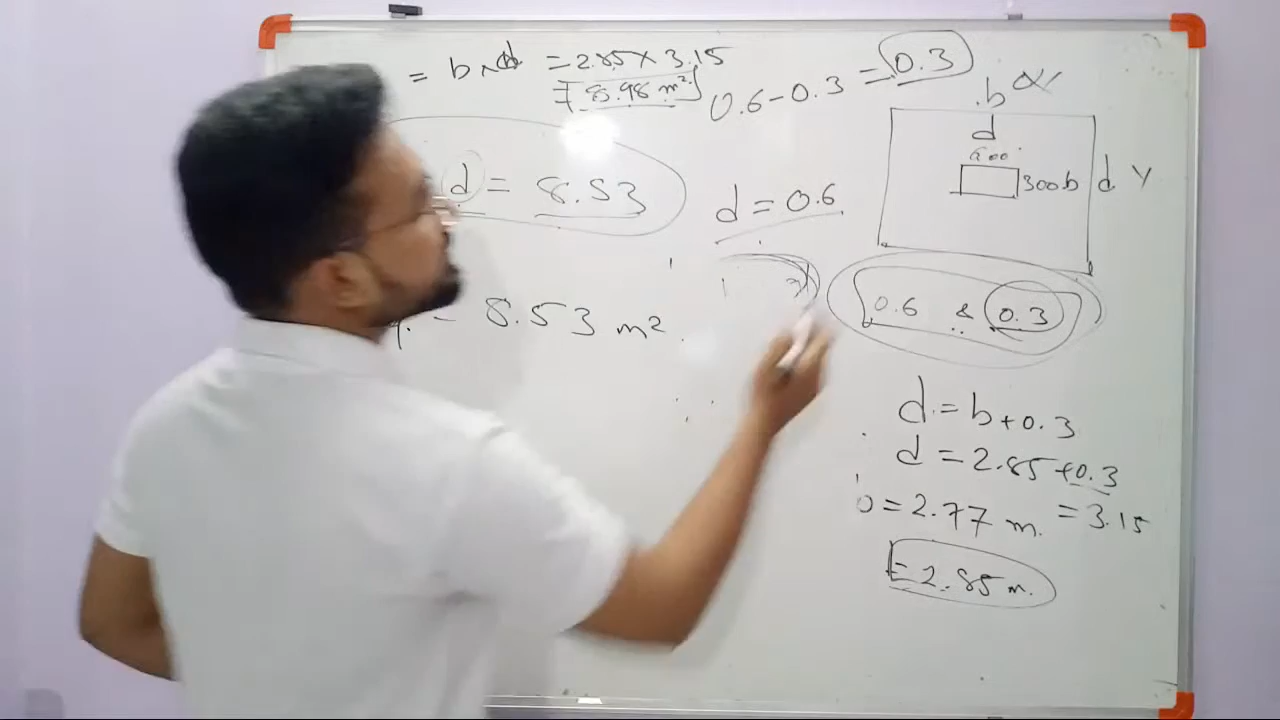 = b × d = 2.85 × 3.15
= 8.98 m²
0.6 - 0.3 = 0.3
d = 8.53
8.53 m²
d = 0.6
b X
d
600
300 b
d Y
0.6 & 0.3
d = b + 0.3
d = 2.85 + 0.3
b = 2.77 m. = 3.15
= 2.85 m.